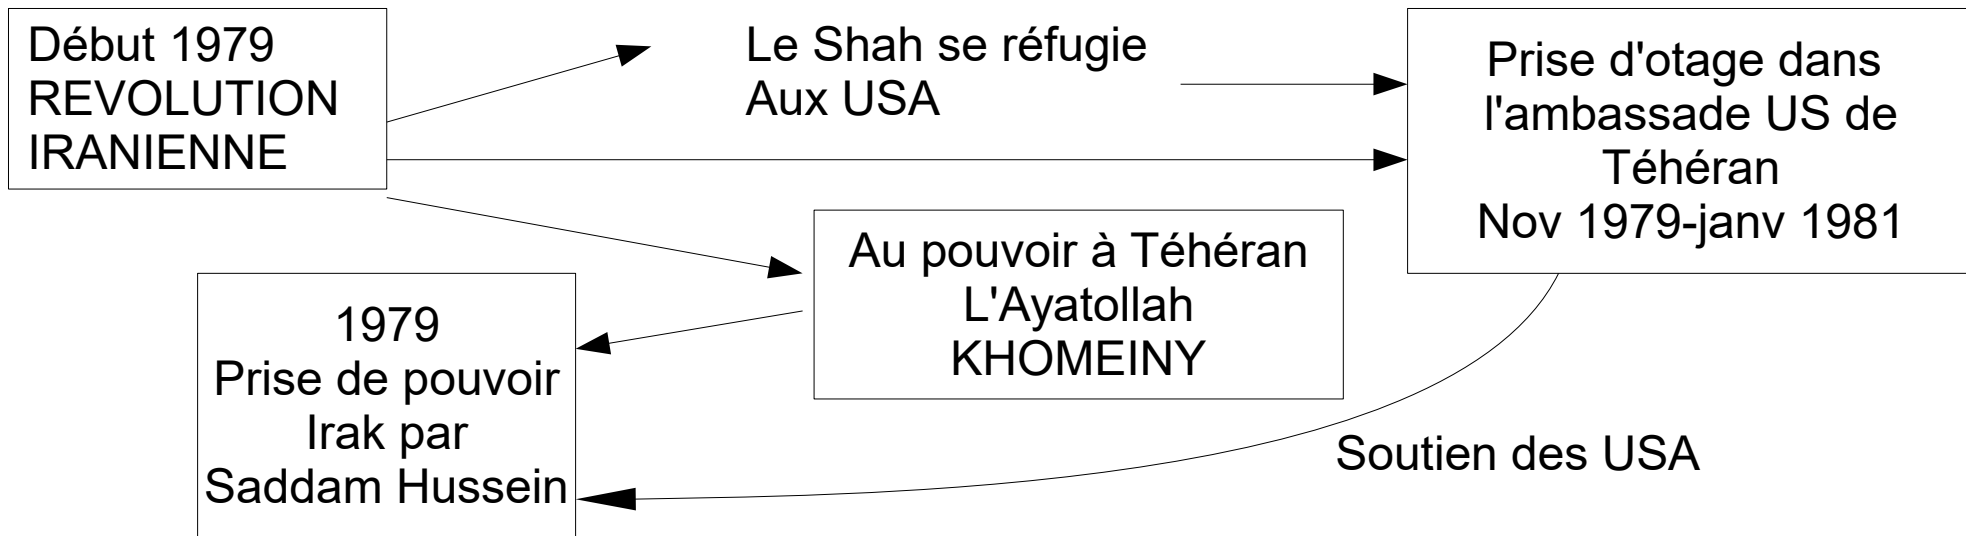 Début 1979
REVOLUTION
IRANIENNE
Le Shah se réfugie
Aux USA
Prise d'otage dans
l'ambassade US de
Téhéran
Nov 1979-janv 1981
Au pouvoir à Téhéran
L'Ayatollah
KHOMEINY
1979
Prise de pouvoir
Irak par
Saddam Hussein
Soutien des USA